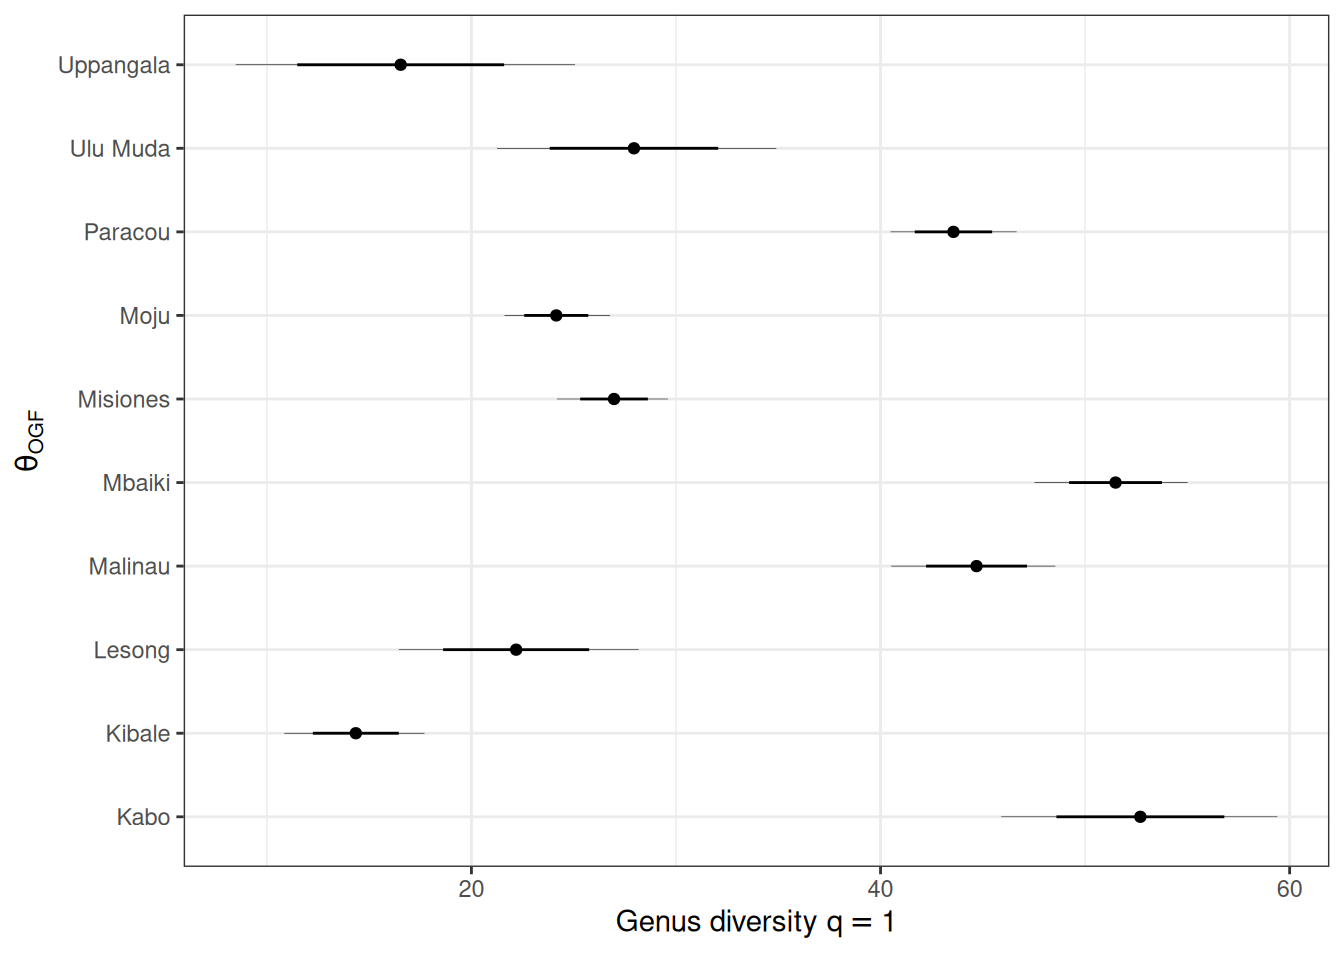 Uppangala
Ulu Muda
Paracou
Moju
Misiones
Mbaiki
Malinau
Lesong
Kibale
Kabo
θOGF
20 40 60
Genus diversity q = 1